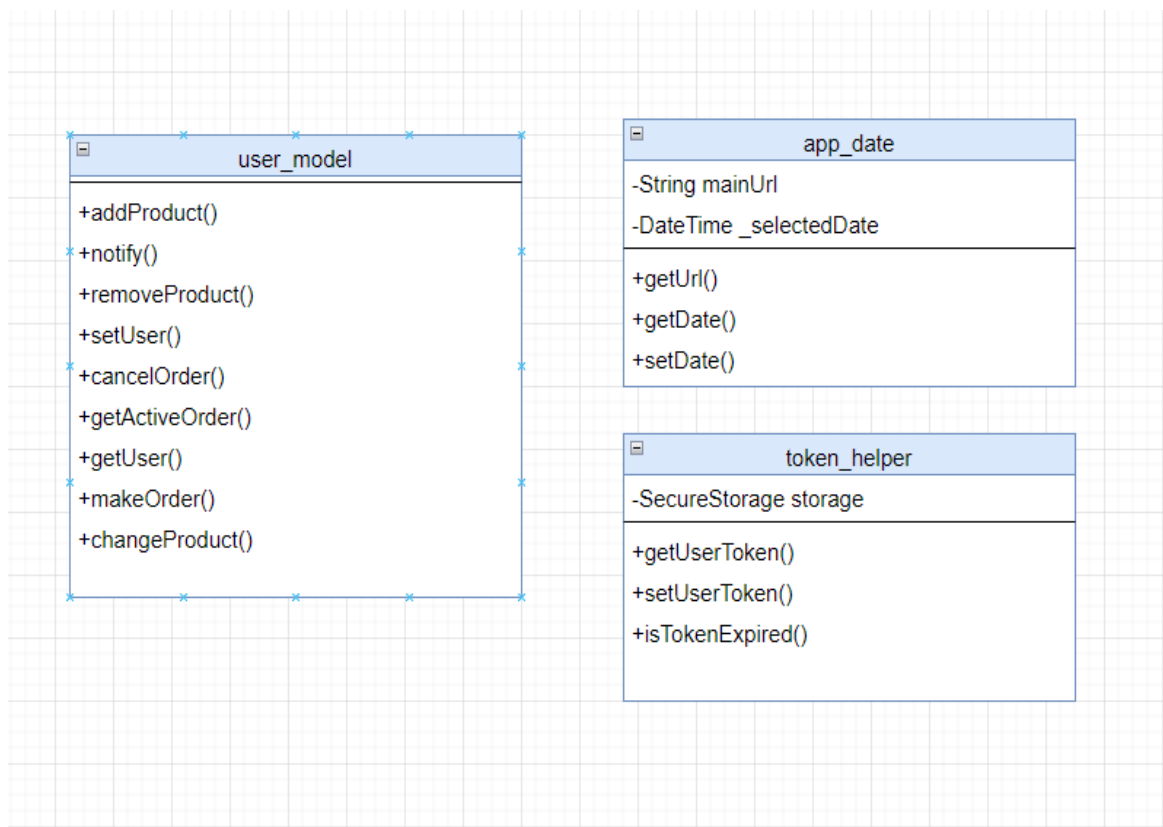 user_model
+addProduct()
+notify()
+removeProduct()
+setUser()
+cancelOrder()
+getActiveOrder()
+getUser()
+makeOrder()
+changeProduct()
app_date
-String mainUrl
-DateTime _selectedDate
+getUrl()
+getDate()
+setDate()
token_helper
-SecureStorage storage
+getUserToken()
+setUserToken()
+isTokenExpired()